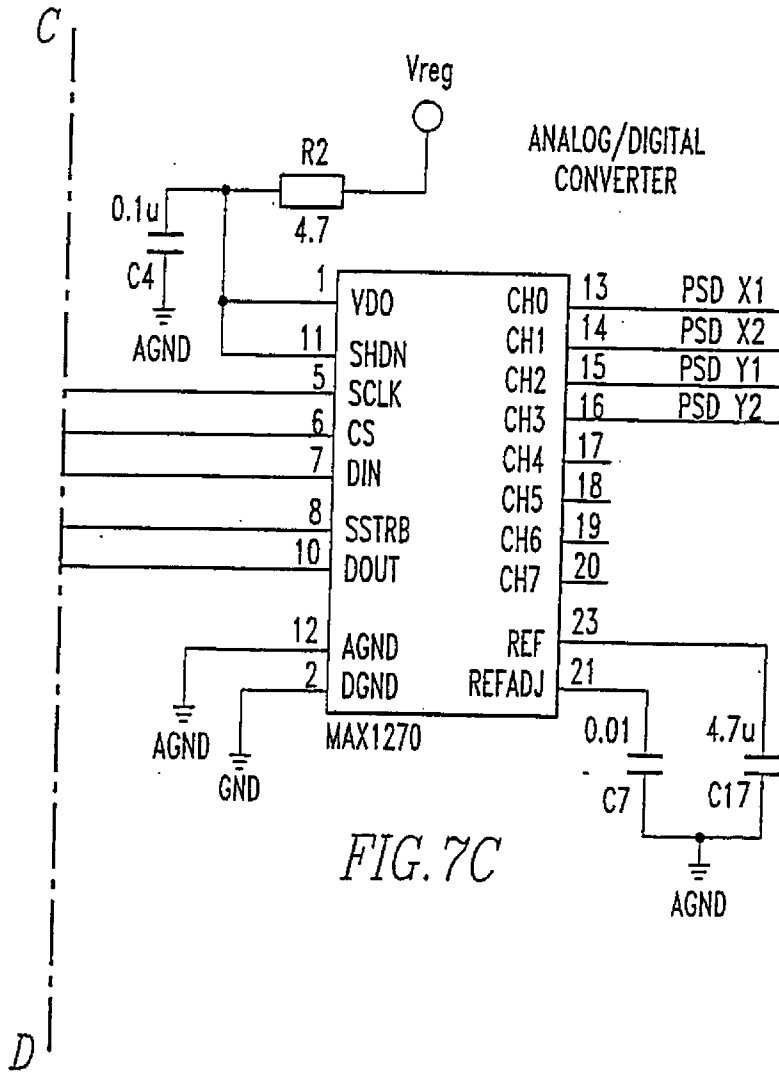 C
Vreg
ANALOG/DIGITAL
CONVERTER
R2
4.7
0.1u
C4
AGND
1 VDO
11 SHDN
5 SCLK
6 CS
7 DIN
8 SSTRB
10 DOUT
12 AGND
2 DGND
CH0 13 PSD X1
CH1 14 PSD X2
CH2 15 PSD Y1
CH3 16 PSD Y2
CH4 17
CH5 18
CH6 19
CH7 20
REF 23
REFADJ 21
MAX1270
AGND
GND
0.01
C7
4.7u
C17
AGND
FIG. 7C
D